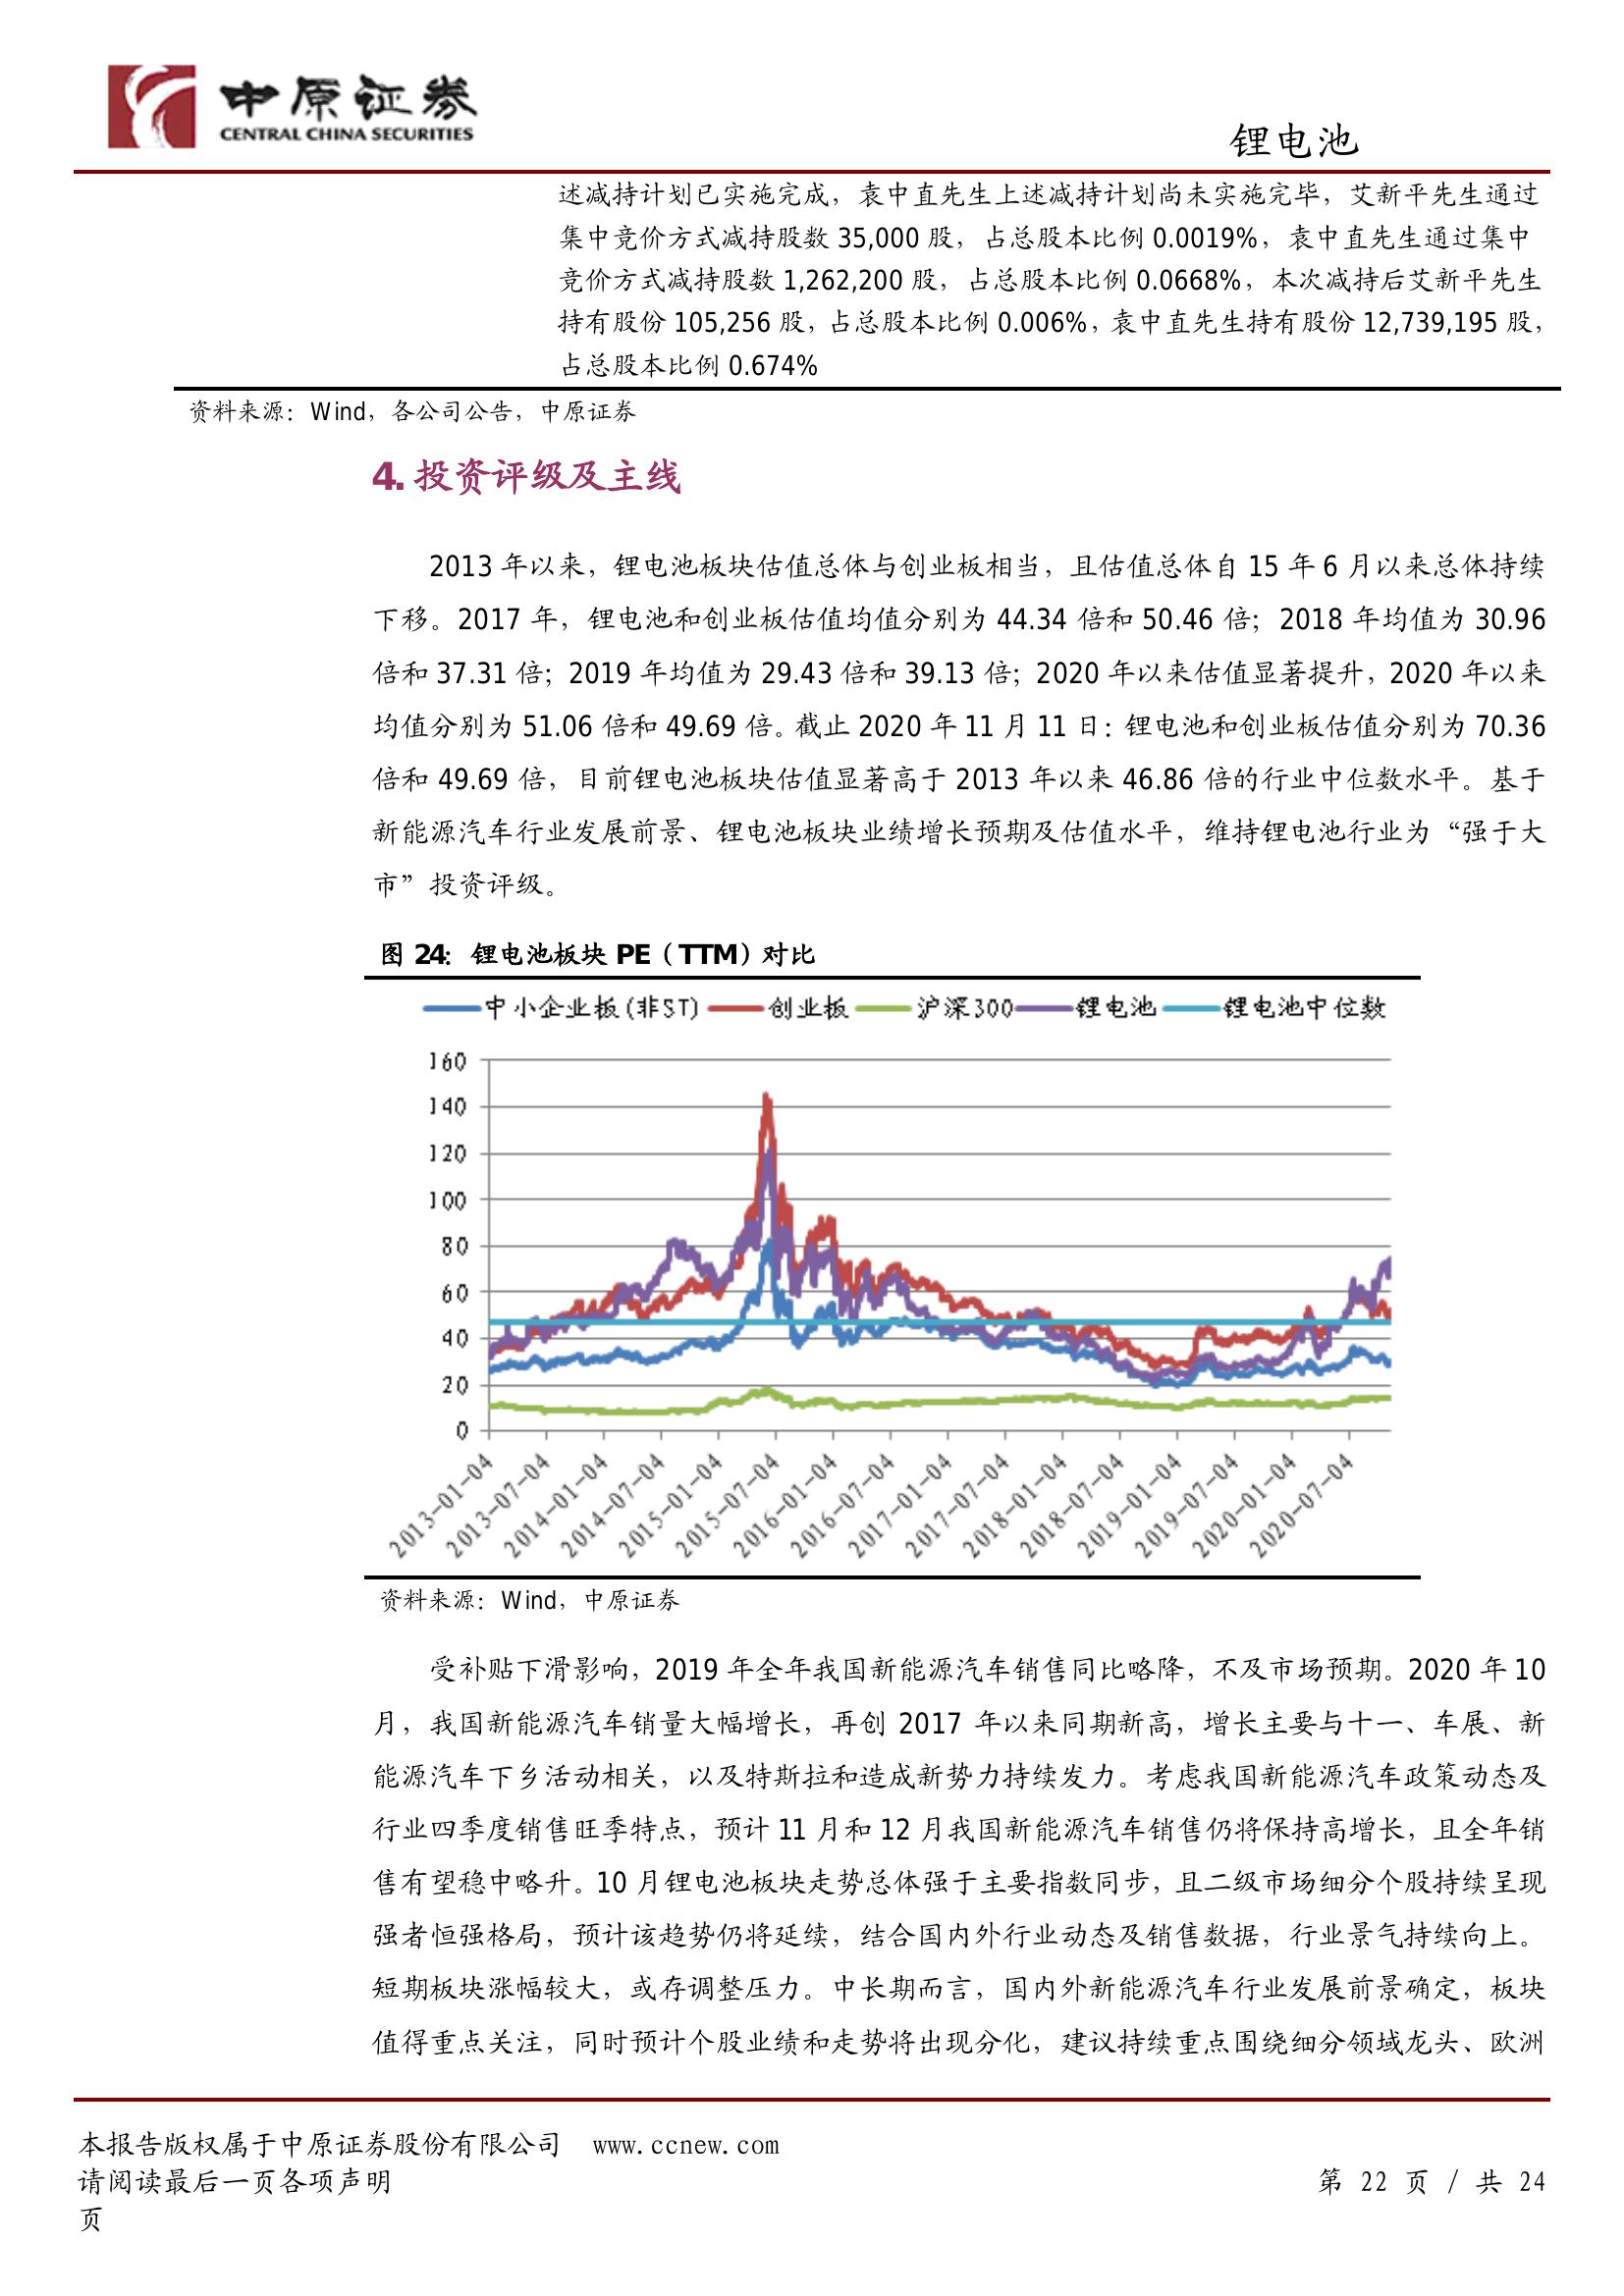 中原证券
CENTRAL CHINA SECURITIES
锂电池
述减持计划已实施完成，袁中直先生上述减持计划尚未实施完毕，艾新平先生通过
集中竞价方式减持股数 35,000 股，占总股本比例 0.0019%，袁中直先生通过集中
竞价方式减持股数 1,262,200 股，占总股本比例 0.0668%，本次减持后艾新平先生
持有股份 105,256 股，占总股本比例 0.006%，袁中直先生持有股份 12,739,195 股，
占总股本比例 0.674%
资料来源：Wind，各公司公告，中原证券
4. 投资评级及主线
2013 年以来，锂电池板块估值总体与创业板相当，且估值总体自 15 年 6 月以来总体持续
下移。2017 年，锂电池和创业板估值均值分别为 44.34 倍和 50.46 倍；2018 年均值为 30.96
倍和 37.31 倍；2019 年均值为 29.43 倍和 39.13 倍；2020 年以来估值显著提升，2020 年以来
均值分别为 51.06 倍和 49.69 倍。截止 2020 年 11 月 11 日：锂电池和创业板估值分别为 70.36
倍和 49.69 倍，目前锂电池板块估值显著高于 2013 年以来 46.86 倍的行业中位数水平。基于
新能源汽车行业发展前景、锂电池板块业绩增长预期及估值水平，维持锂电池行业为“强于大
市”投资评级。
图 24：锂电池板块 PE（TTM）对比
中小企业板(非ST) 创业板 沪深300 锂电池 锂电池中位数
160
140
120
100
80
60
40
20
0
2013-01-04 2013-07-04 2014-01-04 2014-07-04 2015-01-04 2015-07-04 2016-01-04 2016-07-04 2017-01-04 2017-07-04 2018-01-04 2018-07-04 2019-01-04 2019-07-04 2020-01-04 2020-07-04
资料来源：Wind，中原证券
受补贴下滑影响，2019 年全年我国新能源汽车销售同比略降，不及市场预期。2020 年 10
月，我国新能源汽车销量大幅增长，再创 2017 年以来同期新高，增长主要与十一、车展、新
能源汽车下乡活动相关，以及特斯拉和造成新势力持续发力。考虑我国新能源汽车政策动态及
行业四季度销售旺季特点，预计 11 月和 12 月我国新能源汽车销售仍将保持高增长，且全年销
售有望稳中略升。10 月锂电池板块走势总体强于主要指数同步，且二级市场细分个股持续呈现
强者恒强格局，预计该趋势仍将延续，结合国内外行业动态及销售数据，行业景气持续向上。
短期板块涨幅较大，或存调整压力。中长期而言，国内外新能源汽车行业发展前景确定，板块
值得重点关注，同时预计个股业绩和走势将出现分化，建议持续重点围绕细分领域龙头、欧洲
本报告版权属于中原证券股份有限公司 www.ccnew.com
请阅读最后一页各项声明 第 22 页 / 共 24
页